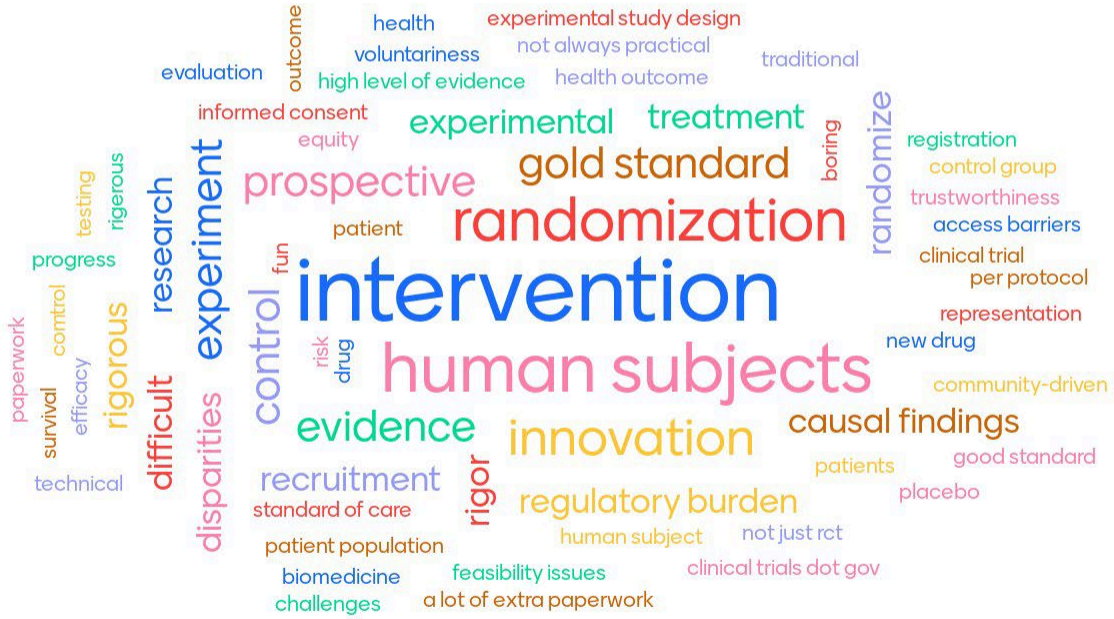 health
experimental study design
outcome
voluntariness
not always practical
traditional
evaluation
high level of evidence
health outcome
informed consent
experimental
treatment
equity
gold standard
boring
randomize
registration
control group
testing
rigerous
research
experiment
prospective
trustworthiness
patient
randomization
access barriers
progress
fun
clinical trial
per protocol
intervention
control
representation
paperwork
comtrol
rigorous
risk
drug
new drug
human subjects
survival
efficacy
difficult
disparities
community-driven
evidence
innovation
causal findings
technical
recruitment
rigor
patients
good standard
placebo
standard of care
regulatory burden
human subject
not just rct
patient population
biomedicine
feasibility issues
clinical trials dot gov
challenges
a lot of extra paperwork